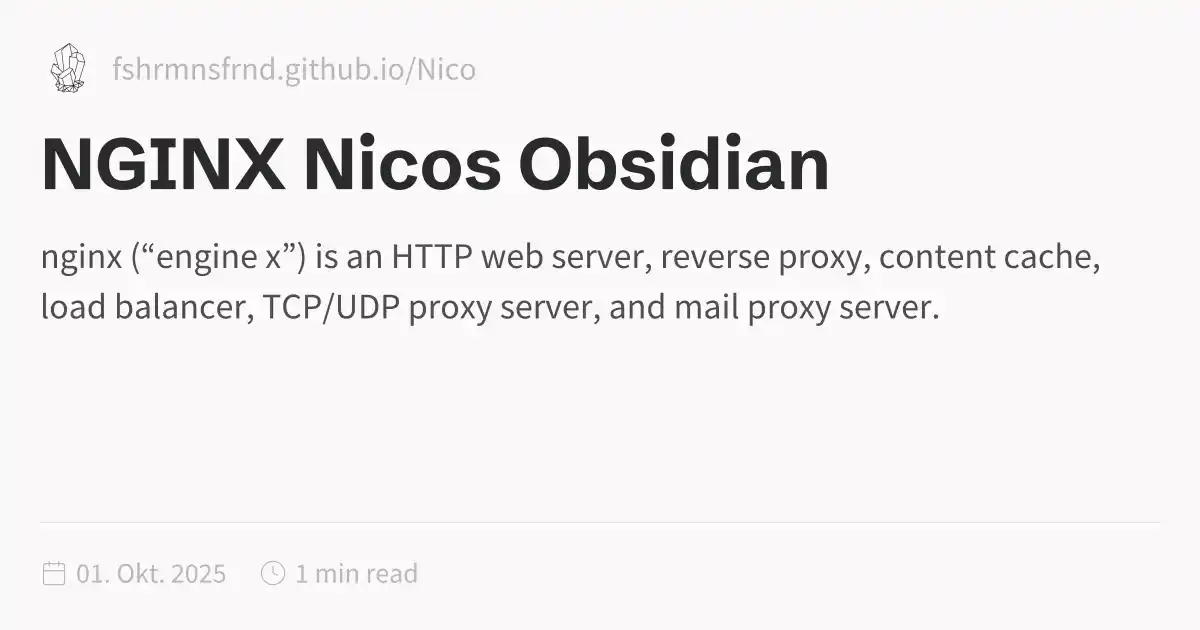 fshrmnsfrnd.github.io/Nico
NGINX Nicos Obsidian
nginx (“engine x”) is an HTTP web server, reverse proxy, content cache,
load balancer, TCP/UDP proxy server, and mail proxy server.
01. Okt. 2025 1 min read